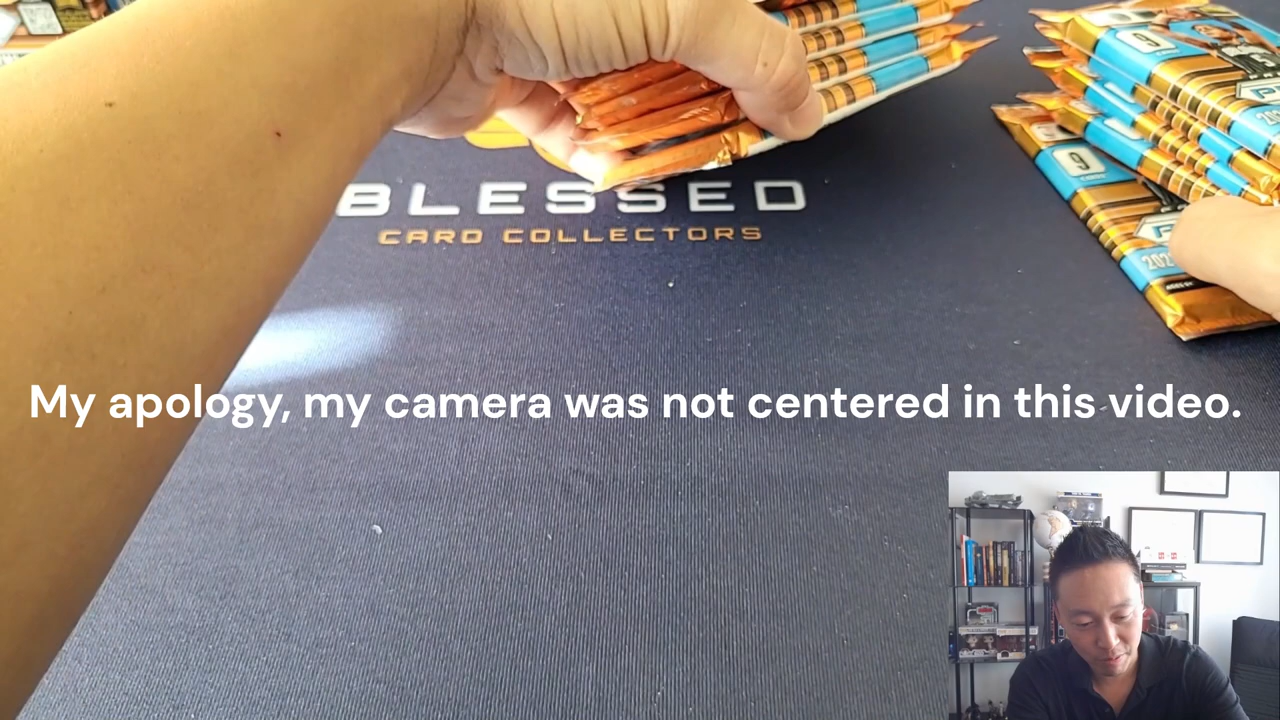 BLESSED
CARD COLLECTORS
9
9
My apology, my camera was not centered in this video.